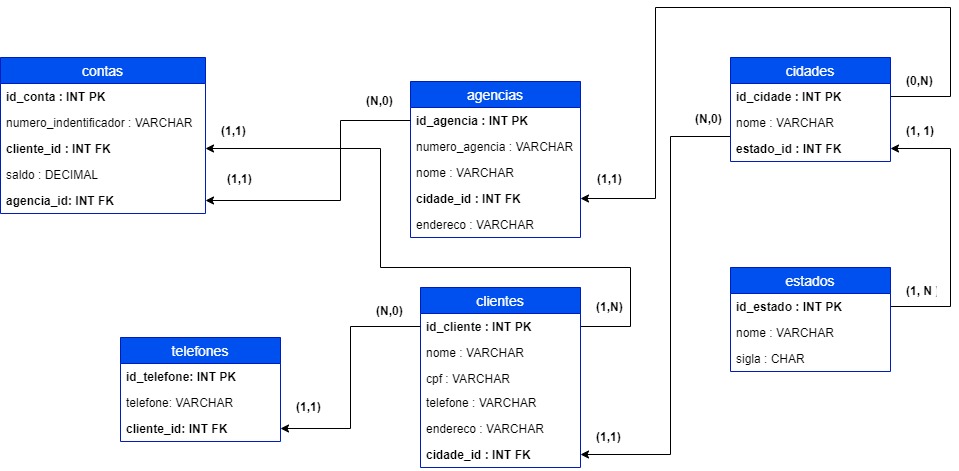 contas
id_conta : INT PK
numero_indentificador : VARCHAR
cliente_id : INT FK
saldo : DECIMAL
agencia_id: INT FK
(1,1)
(1,1)
(N,0)
agencias
id_agencia : INT PK
numero_agencia : VARCHAR
nome : VARCHAR
cidade_id : INT FK
endereco : VARCHAR
(1,1)
(N,0)
cidades
id_cidade : INT PK
nome : VARCHAR
estado_id : INT FK
(0,N)
(1, 1)
estados
id_estado : INT PK
nome : VARCHAR
sigla : CHAR
(1, N
clientes
id_cliente : INT PK
nome : VARCHAR
cpf : VARCHAR
telefone : VARCHAR
endereco : VARCHAR
cidade_id : INT FK
(1,N)
(1,1)
(N,0)
telefones
id_telefone: INT PK
telefone: VARCHAR
cliente_id: INT FK
(1,1)